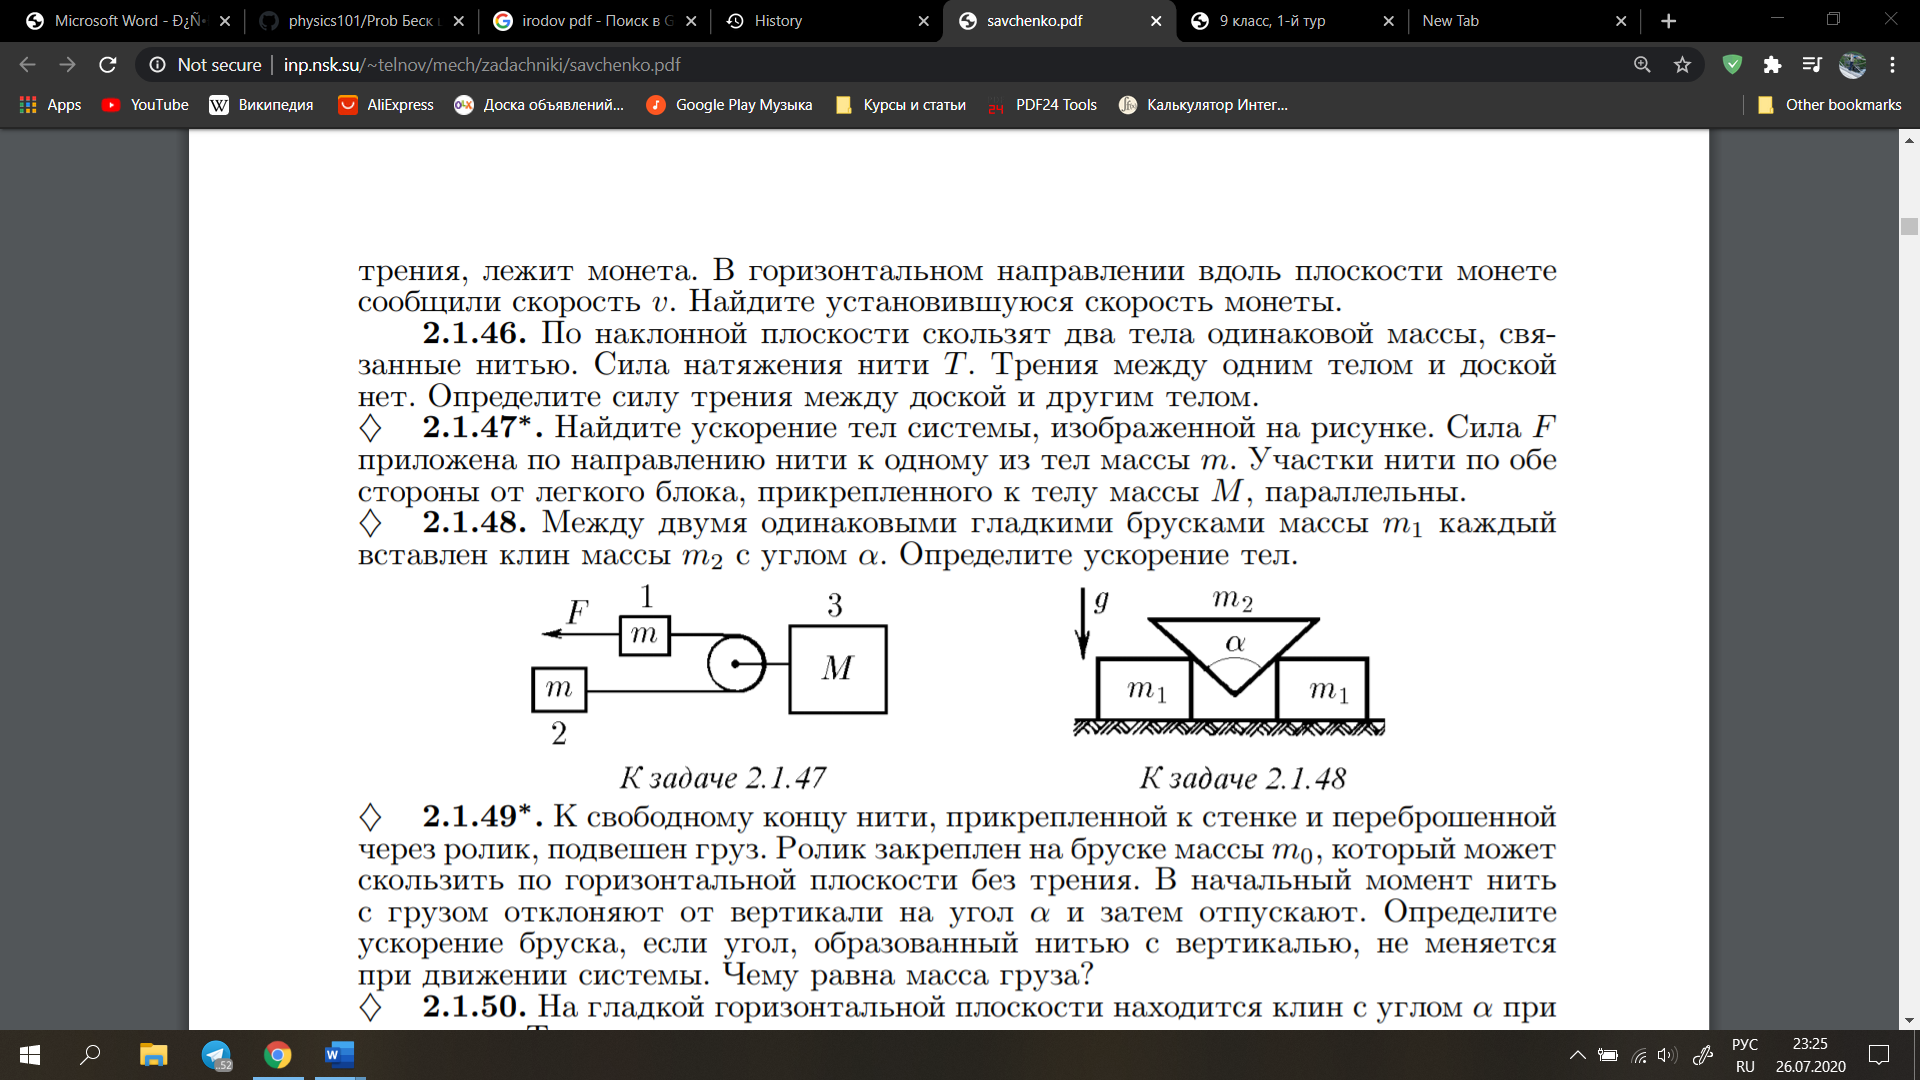 Microsoft Word - Ð¿Ñ
physics101/Prob Беск ц
irodov pdf - Поиск в G
History
savchenko.pdf
9 класс, 1-й тур
New Tab
Not secure | inp.nsk.su/~telnov/mech/zadachniki/savchenko.pdf
Apps
YouTube
Википедия
AliExpress
Доска объявлений...
Google Play Музыка
Курсы и статьи
PDF24 Tools
Калькулятор Интег...
Other bookmarks
трения, лежит монета. В горизонтальном направлении вдоль плоскости монете
сообщили скорость v. Найдите установившуюся скорость монеты.
2.1.46. По наклонной плоскости скользят два тела одинаковой массы, свя-
занные нитью. Сила натяжения нити T. Трения между одним телом и доской
нет. Определите силу трения между доской и другим телом.
◊ 2.1.47*. Найдите ускорение тел системы, изображенной на рисунке. Сила F
приложена по направлению нити к одному из тел массы m. Участки нити по обе
стороны от легкого блока, прикрепленного к телу массы M, параллельны.
◊ 2.1.48. Между двумя одинаковыми гладкими брусками массы m₁ каждый
вставлен клин массы m₂ с углом α. Определите ускорение тел.
F
1
m
3
M
m
2
g
m₂
α
m₁
m₁
К задаче 2.1.47
К задаче 2.1.48
◊ 2.1.49*. К свободному концу нити, прикрепленной к стенке и переброшенной
через ролик, подвешен груз. Ролик закреплен на бруске массы m₀, который может
скользить по горизонтальной плоскости без трения. В начальный момент нить
с грузом отклоняют от вертикали на угол α и затем отпускают. Определите
ускорение бруска, если угол, образованный нитью с вертикалью, не меняется
при движении системы. Чему равна масса груза?
◊ 2.1.50. На гладкой горизонтальной плоскости находится клин с углом α при
52
РУС
RU
23:25
26.07.2020